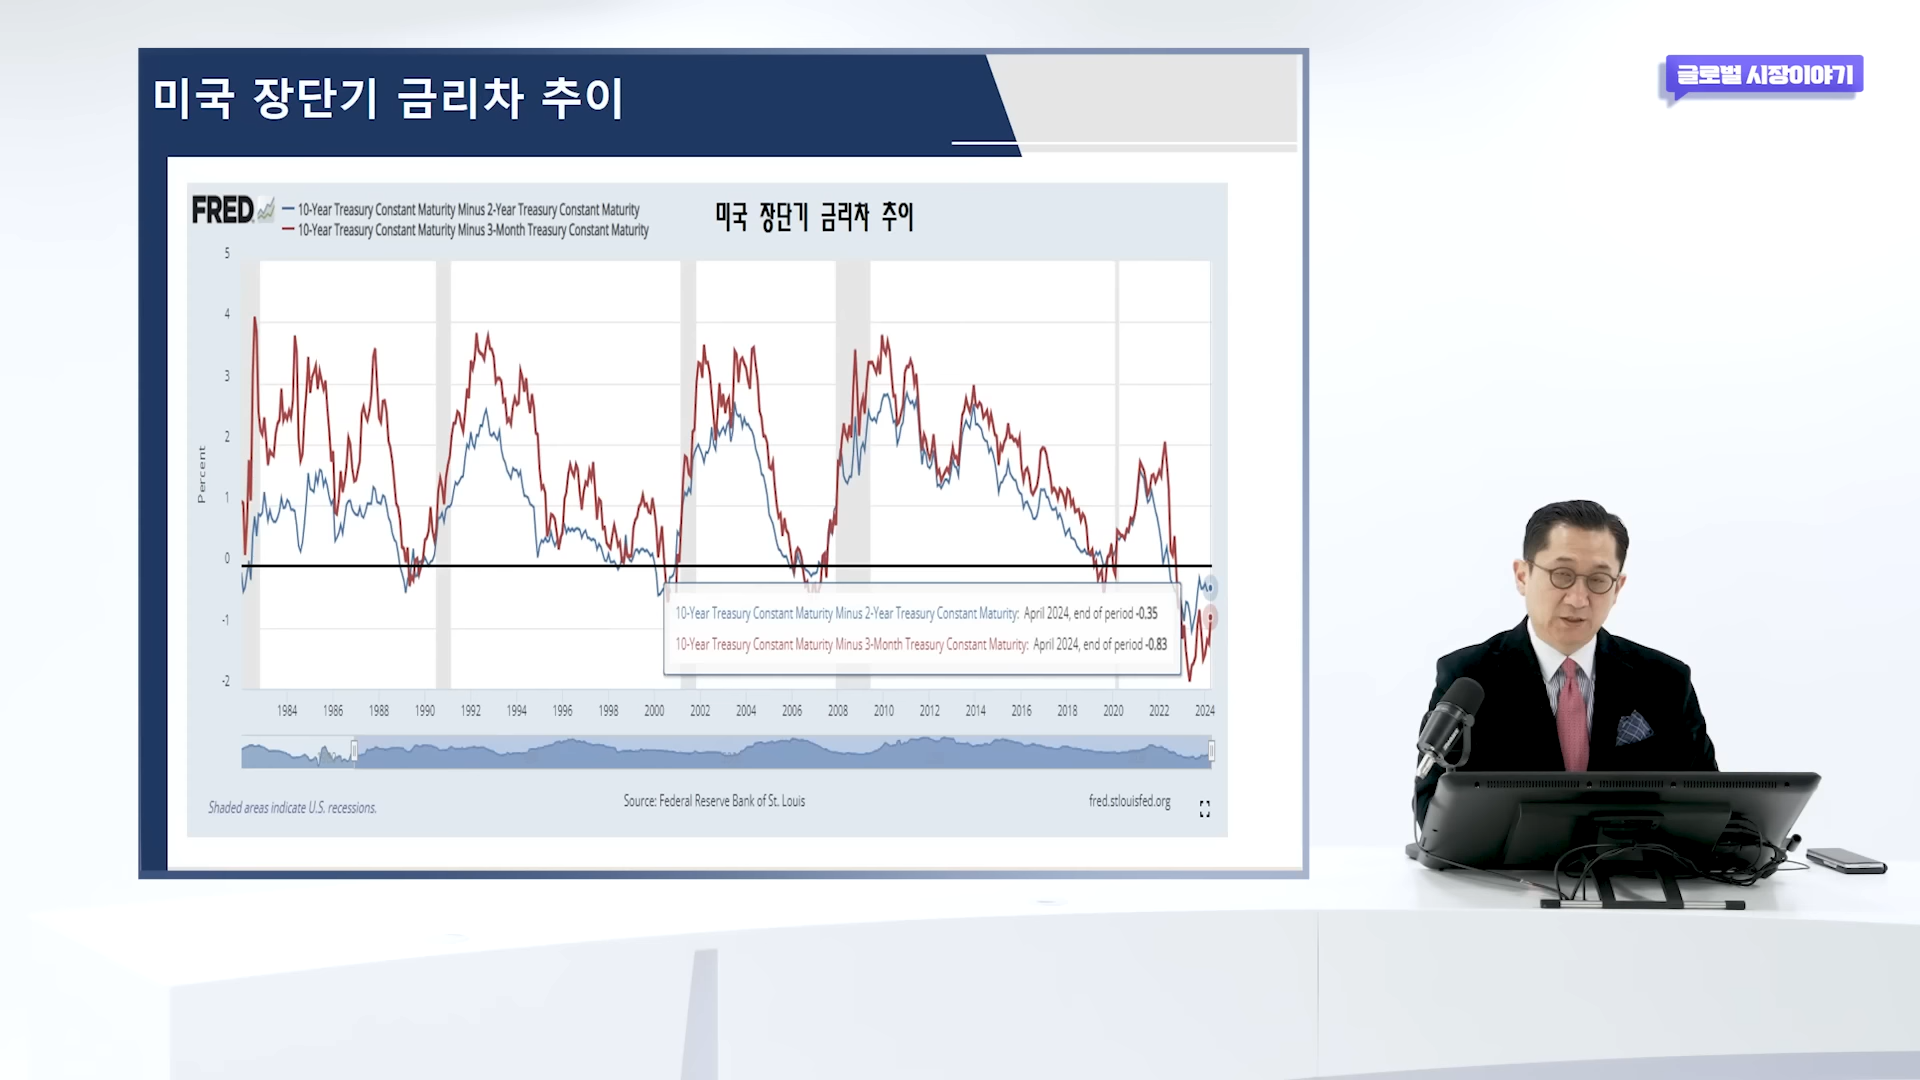 미국 장단기 금리차 추이
글로벌 시장이야기
FRED
10-Year Treasury Constant Maturity Minus 2-Year Treasury Constant Maturity
10-Year Treasury Constant Maturity Minus 3-Month Treasury Constant Maturity
미국 장단기 금리차 추이
5
4
3
2
1
0
-1
-2
Percent
10-Year Treasury Constant Maturity Minus 2-Year Treasury Constant Maturity: April 2024, end of period -0.35
10-Year Treasury Constant Maturity Minus 3-Month Treasury Constant Maturity: April 2024, end of period -0.83
1984 1986 1988 1990 1992 1994 1996 1998 2000 2002 2004 2006 2008 2010 2012 2014 2016 2018 2020 2022 2024
Shaded areas indicate U.S. recessions.
Source: Federal Reserve Bank of St. Louis
fred.stlouisfed.org